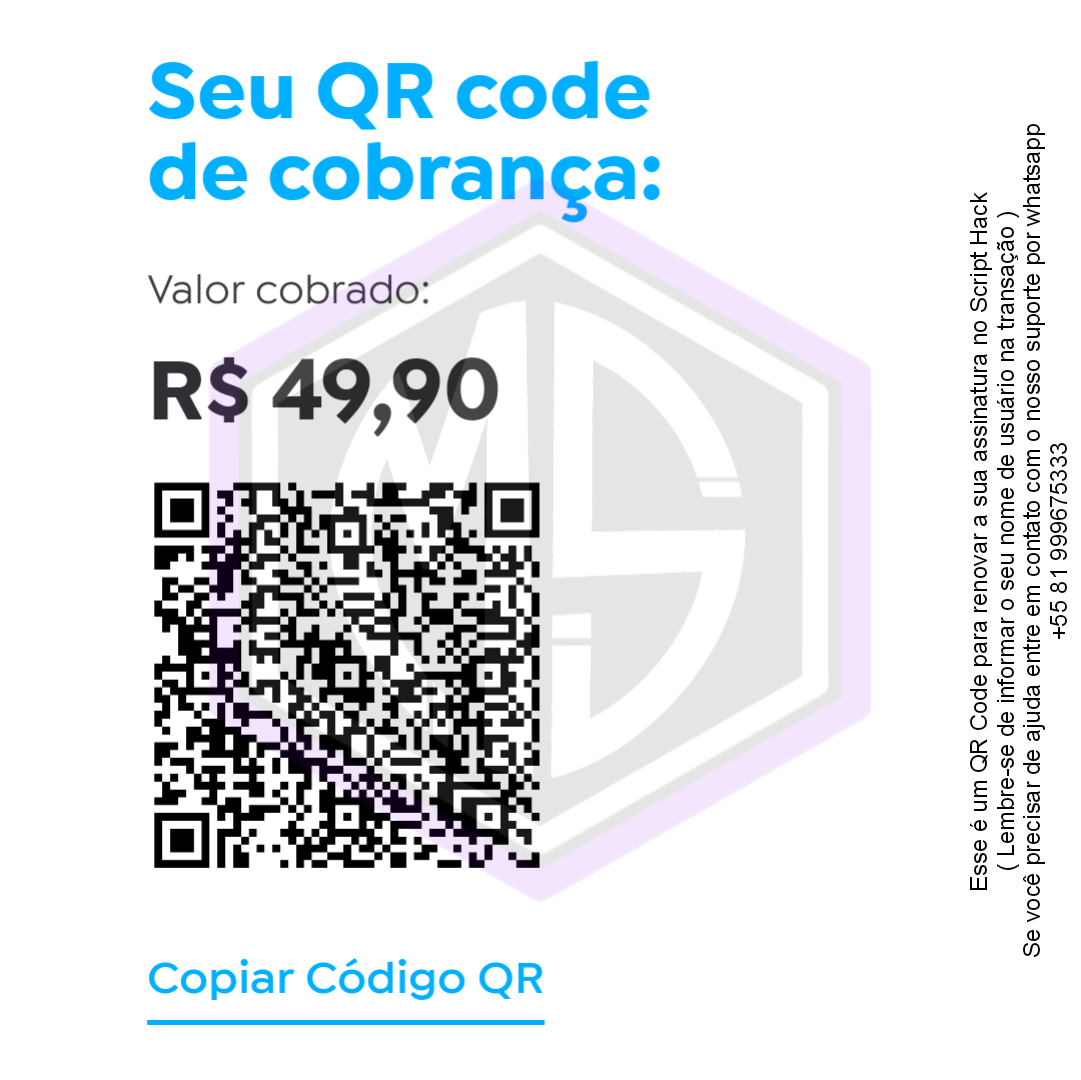 Seu QR code
de cobrança:
Valor cobrado:
R$ 49,90
Copiar Código QR
Esse é um QR Code para renovar a sua assinatura no Script Hack
( Lembre-se de informar o seu nome de usuário na transação )
Se você precisar de ajuda entre em contato com o nosso suporte por whatsapp
+55 81 999675333
MS